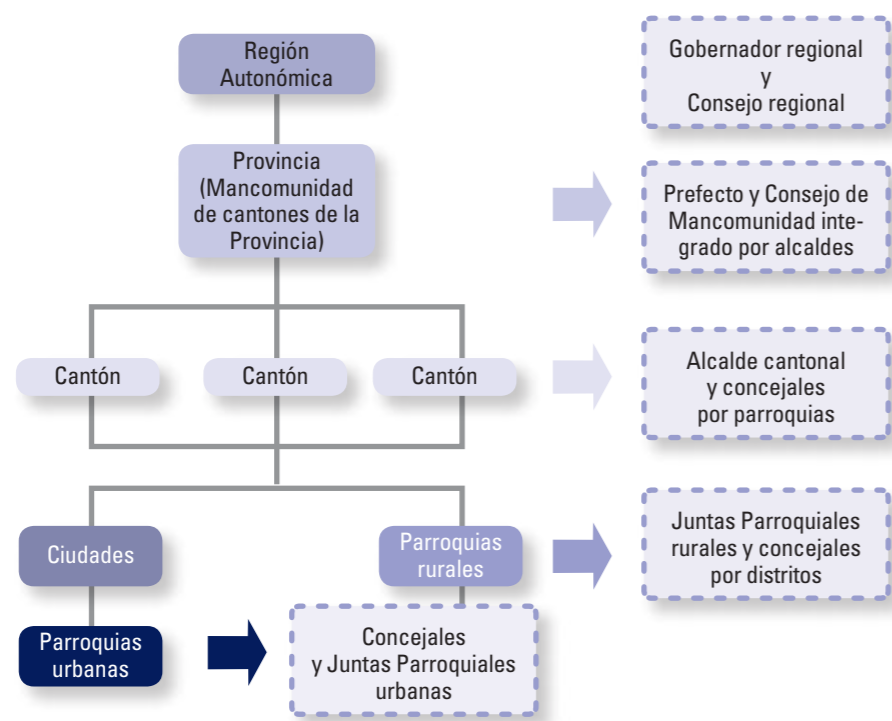 Región
Autonómica
Gobernador regional
y
Consejo regional
Provincia
(Mancomunidad
de cantones de la
Provincia)
Prefecto y Consejo de
Mancomunidad inte-
grado por alcaldes
Cantón
Cantón
Cantón
Alcalde cantonal
y concejales
por parroquias
Ciudades
Parroquias
rurales
Juntas Parroquiales
rurales y concejales
por distritos
Parroquias
urbanas
Concejales
y Juntas Parroquiales
urbanas